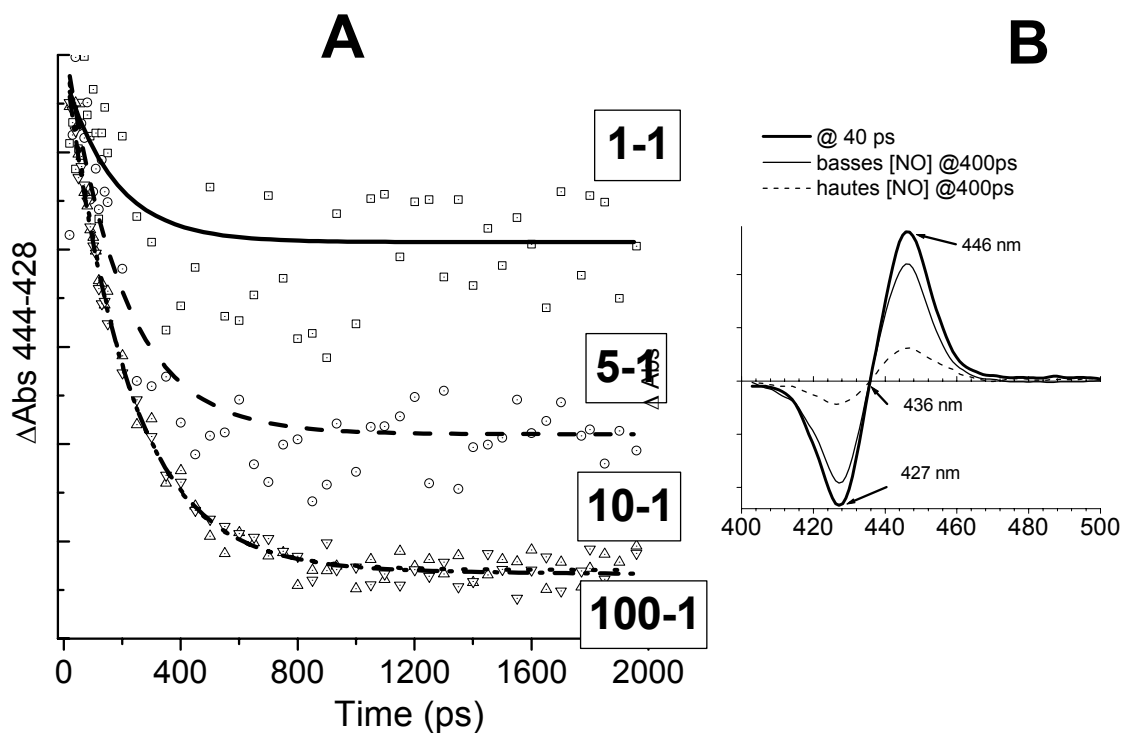 A
B
ΔAbs 444-428
1-1
5-1
10-1
100-1
0
400
800
1200
1600
2000
Time (ps)
@ 40 ps
basses [NO] @400ps
hautes [NO] @400ps
446 nm
436 nm
427 nm
400
420
440
460
480
500